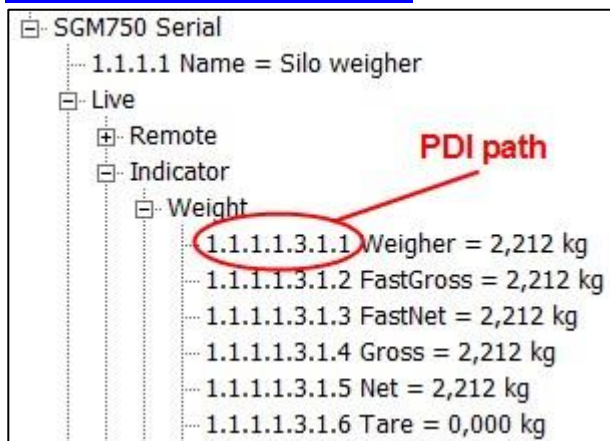 SGM750 Serial
1.1.1.1 Name = Silo weigher
Live
Remote
PDI path
Indicator
Weight
1.1.1.1.3.1.1 Weigher = 2,212 kg
1.1.1.1.3.1.2 FastGross = 2,212 kg
1.1.1.1.3.1.3 FastNet = 2,212 kg
1.1.1.1.3.1.4 Gross = 2,212 kg
1.1.1.1.3.1.5 Net = 2,212 kg
1.1.1.1.3.1.6 Tare = 0,000 kg